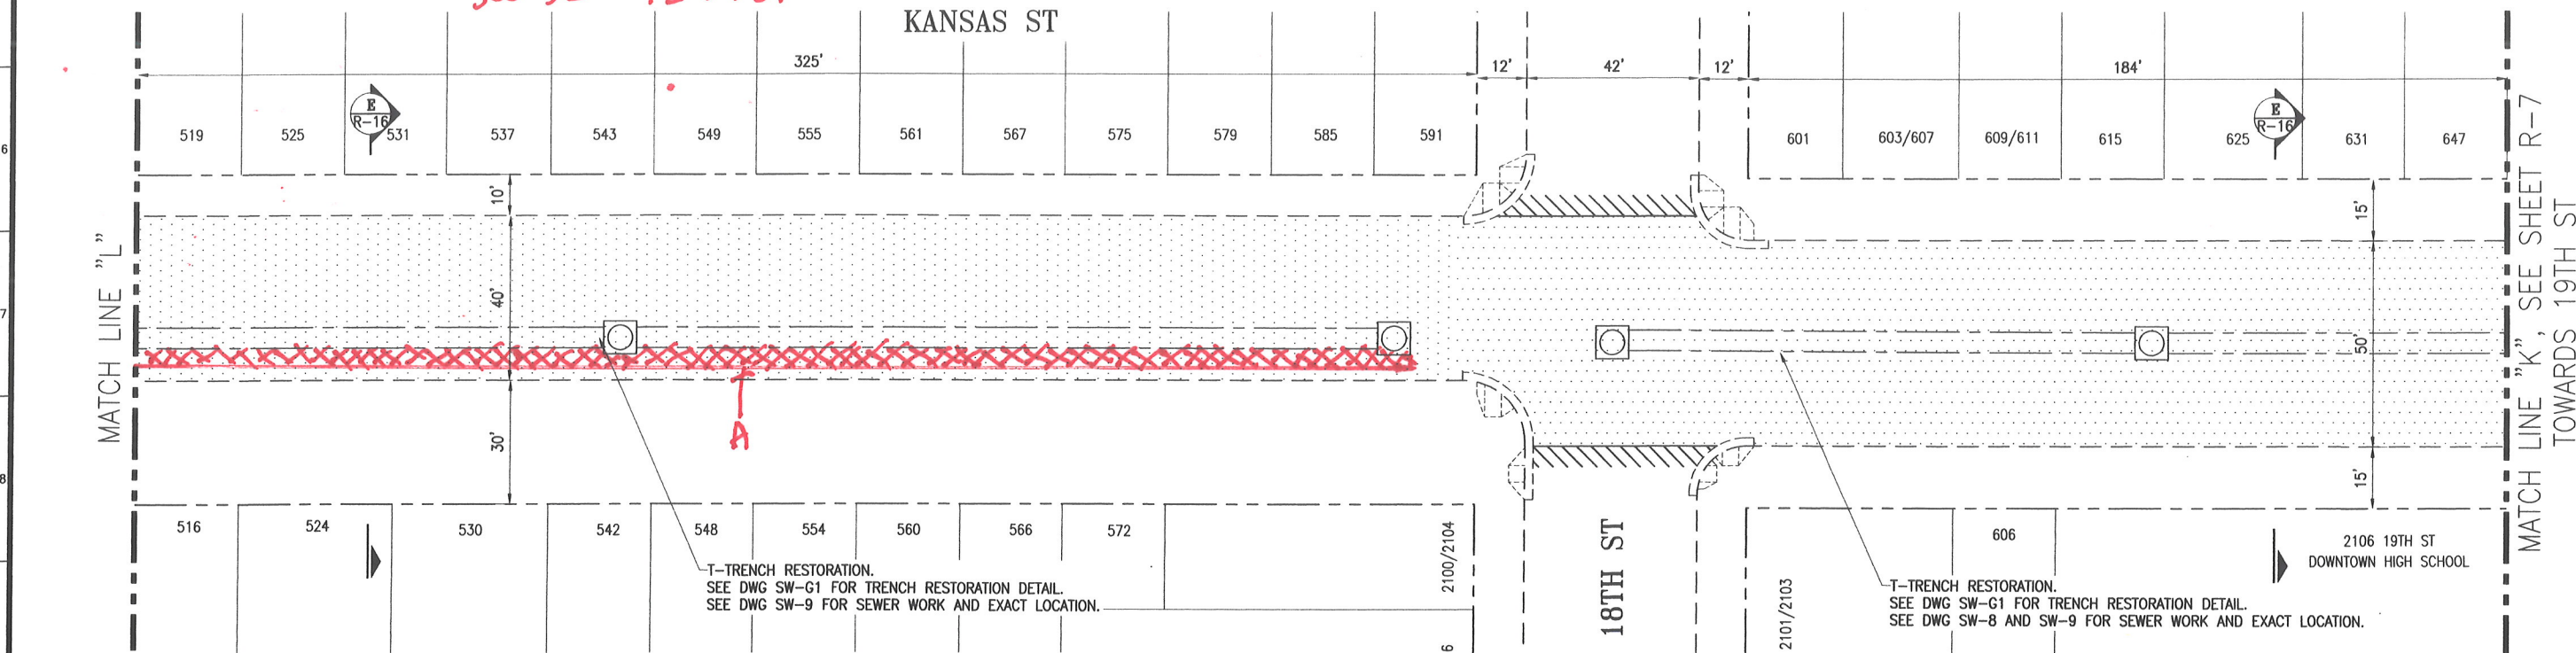 KANSAS ST
325'
12'
42'
12'
184'
E
R-16
E
R-16
519
525
531
537
543
549
555
561
567
575
579
585
591
601
603/607
609/611
615
625
631
647
6
7
8
10'
40'
30'
15'
50'
15'
MATCH LINE "L"
MATCH LINE "K", SEE SHEET R-7
TOWARDS 19TH ST
A
516
524
530
542
548
554
560
566
572
2100/2104
18TH ST
2101/2103
606
2106 19TH ST
DOWNTOWN HIGH SCHOOL
T-TRENCH RESTORATION.
SEE DWG SW-G1 FOR TRENCH RESTORATION DETAIL.
SEE DWG SW-9 FOR SEWER WORK AND EXACT LOCATION.
T-TRENCH RESTORATION.
SEE DWG SW-G1 FOR TRENCH RESTORATION DETAIL.
SEE DWG SW-8 AND SW-9 FOR SEWER WORK AND EXACT LOCATION.
6